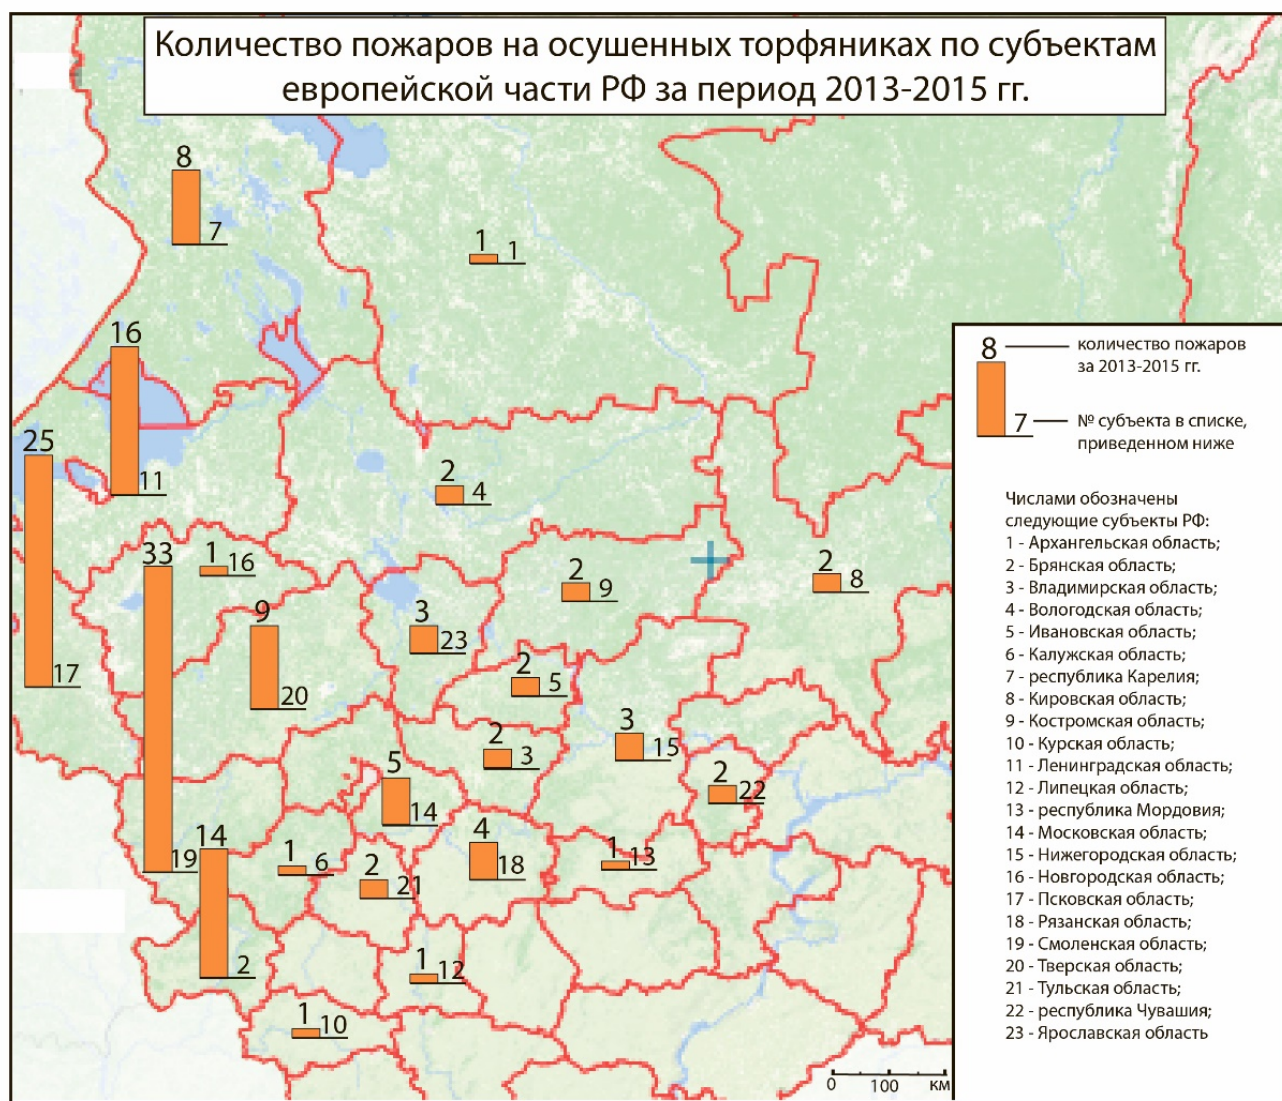 Количество пожаров на осушенных торфяниках по субъектам
европейской части РФ за период 2013-2015 гг.
8
7
1
1
16
11
25
17
2
4
33
19
1
16
2
9
2
8
9
20
3
23
2
5
3
15
2
3
2
22
5
14
4
18
1
13
14
2
1
6
2
21
1
12
1
10
8
количество пожаров
за 2013-2015 гг.
7
№ субъекта в списке,
приведенном ниже
Числами обозначены
следующие субъекты РФ:
1 - Архангельская область;
2 - Брянская область;
3 - Владимирская область;
4 - Вологодская область;
5 - Ивановская область;
6 - Калужская область;
7 - республика Карелия;
8 - Кировская область;
9 - Костромская область;
10 - Курская область;
11 - Ленинградская область;
12 - Липецкая область;
13 - республика Мордовия;
14 - Московская область;
15 - Нижегородская область;
16 - Новгородская область;
17 - Псковская область;
18 - Рязанская область;
19 - Смоленская область;
20 - Тверская область;
21 - Тульская область;
22 - республика Чувашия;
23 - Ярославская область
0 100 км